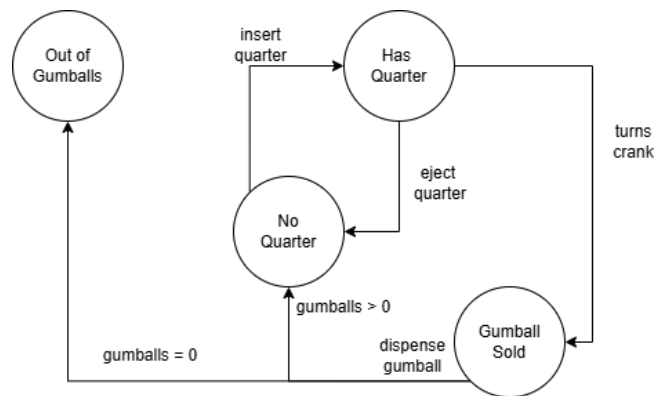 Out of
Gumballs
insert
quarter
Has
Quarter
turns
crank
eject
quarter
No
Quarter
gumballs > 0
Gumball
Sold
dispense
gumball
gumballs = 0